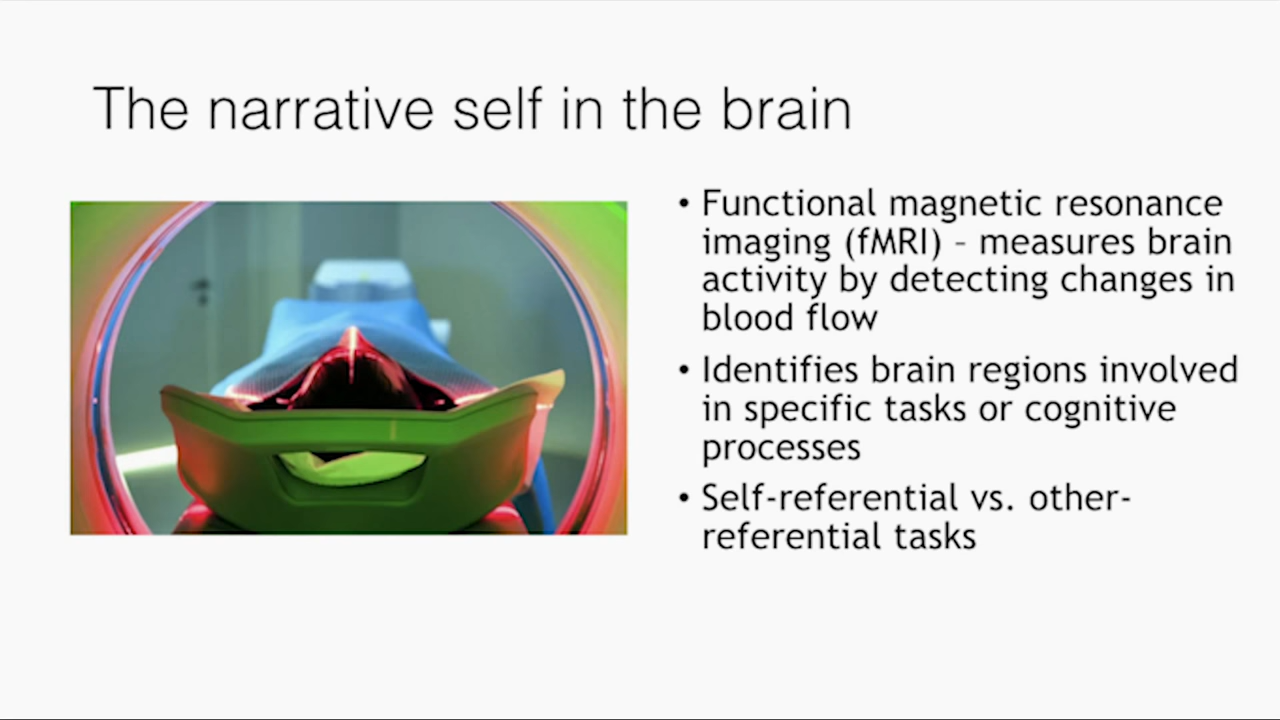 The narrative self in the brain
• Functional magnetic resonance
imaging (fMRI) – measures brain
activity by detecting changes in
blood flow
• Identifies brain regions involved
in specific tasks or cognitive
processes
• Self-referential vs. other-
referential tasks